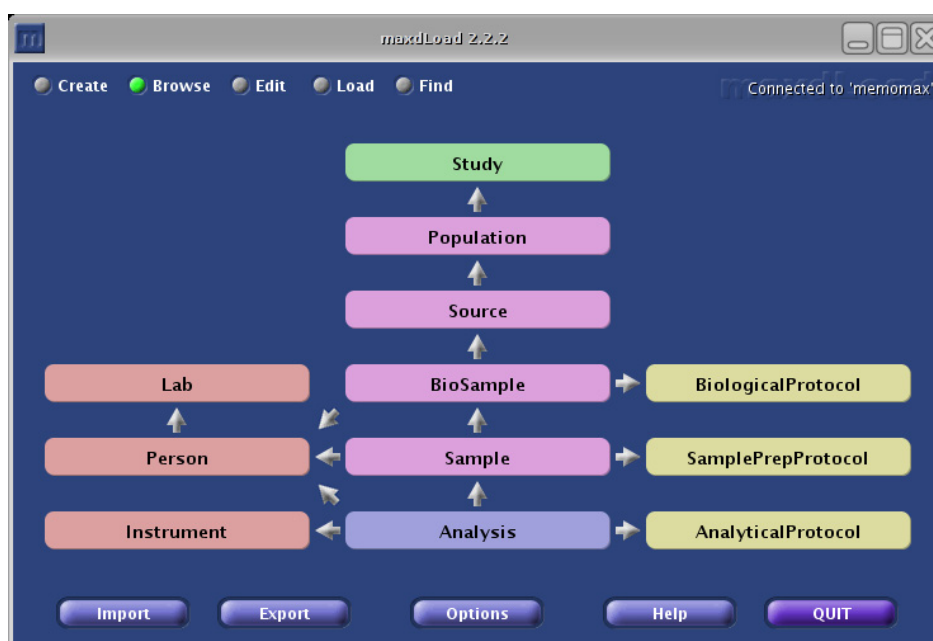 m maxdLoad 2.2.2
Create Browse Edit Load Find
maxdLoad
Connected to 'memomax'
Study
Population
Source
Lab BioSample BiologicalProtocol
Person Sample SamplePrepProtocol
Instrument Analysis AnalyticalProtocol
Import Export Options Help QUIT